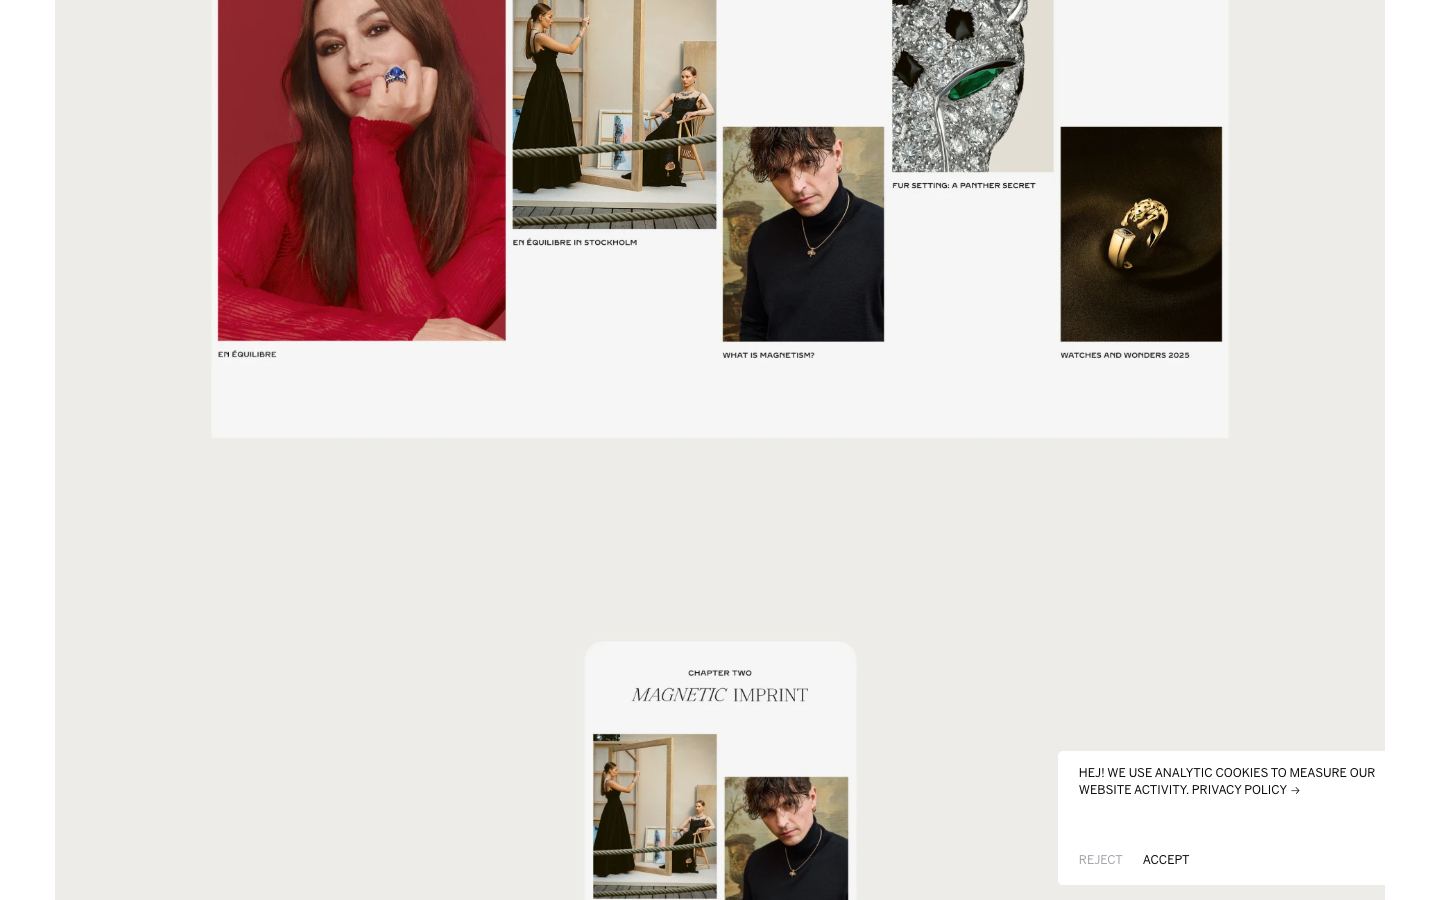 FUR SETTING: A PANTHER SECRET
EN ÉQUILIBRE IN STOCKHOLM
EN ÉQUILIBRE
WHAT IS MAGNETISM?
WATCHES AND WONDERS 2025
CHAPTER TWO
MAGNETIC IMPRINT
HEJ! WE USE ANALYTIC COOKIES TO MEASURE OUR
WEBSITE ACTIVITY. PRIVACY POLICY →
REJECT ACCEPT